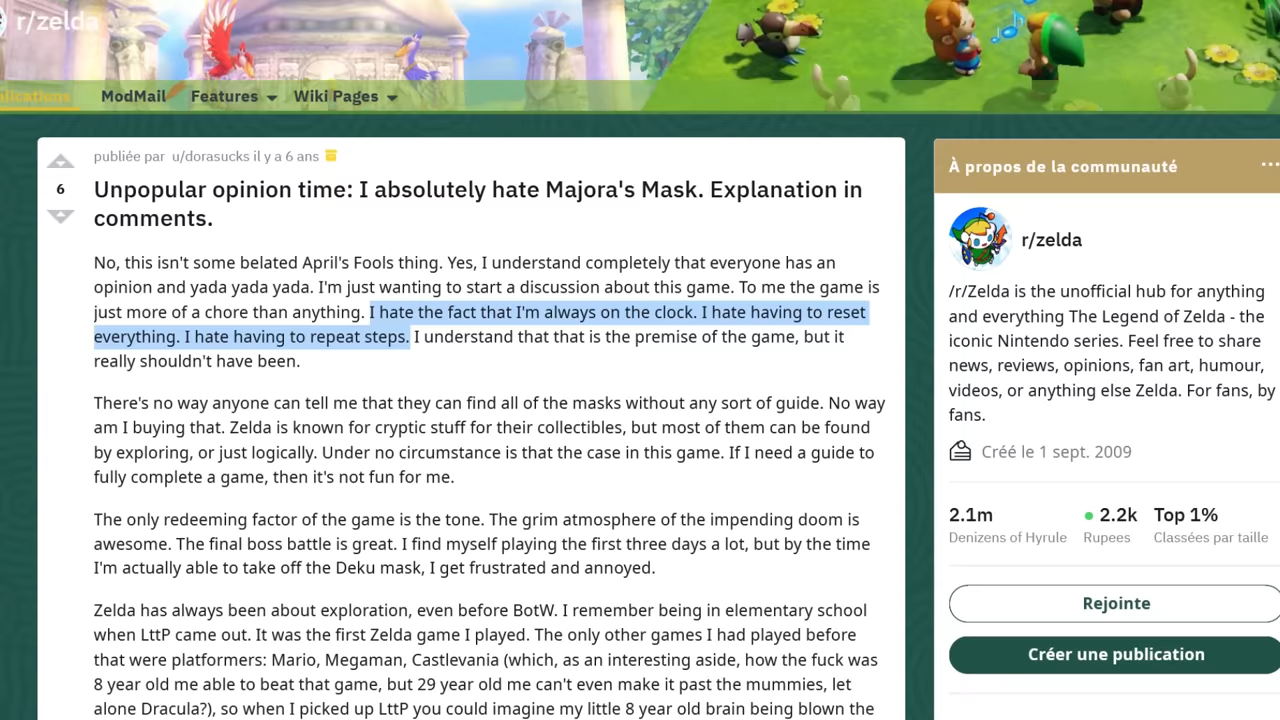 r/zelda
ModMail
Features
Wiki Pages
publiée par u/dorasucks il y a 6 ans
6
Unpopular opinion time: I absolutely hate Majora's Mask. Explanation in
comments.
No, this isn't some belated April's Fools thing. Yes, I understand completely that everyone has an
opinion and yada yada yada. I'm just wanting to start a discussion about this game. To me the game is
just more of a chore than anything. I hate the fact that I'm always on the clock. I hate having to reset
everything. I hate having to repeat steps. I understand that that is the premise of the game, but it
really shouldn't have been.
There's no way anyone can tell me that they can find all of the masks without any sort of guide. No way
am I buying that. Zelda is known for cryptic stuff for their collectibles, but most of them can be found
by exploring, or just logically. Under no circumstance is that the case in this game. If I need a guide to
fully complete a game, then it's not fun for me.
The only redeeming factor of the game is the tone. The grim atmosphere of the impending doom is
awesome. The final boss battle is great. I find myself playing the first three days a lot, but by the time
I'm actually able to take off the Deku mask, I get frustrated and annoyed.
Zelda has always been about exploration, even before BotW. I remember being in elementary school
when LttP came out. It was the first Zelda game I played. The only other games I had played before
that were platformers: Mario, Megaman, Castlevania (which, as an interesting aside, how the fuck was
8 year old me able to beat that game, but 29 year old me can't even make it past the mummies, let
alone Dracula?), so when I picked up LttP you could imagine my little 8 year old brain being blown the
À propos de la communauté
r/zelda
/r/Zelda is the unofficial hub for anything
and everything The Legend of Zelda - the
iconic Nintendo series. Feel free to share
news, reviews, opinions, fan art, humour,
videos, or anything else Zelda. For fans, by
fans.
Créé le 1 sept. 2009
2.1m
Denizens of Hyrule
2.2k
Rupees
Top 1%
Classées par taille
Rejointe
Créer une publication